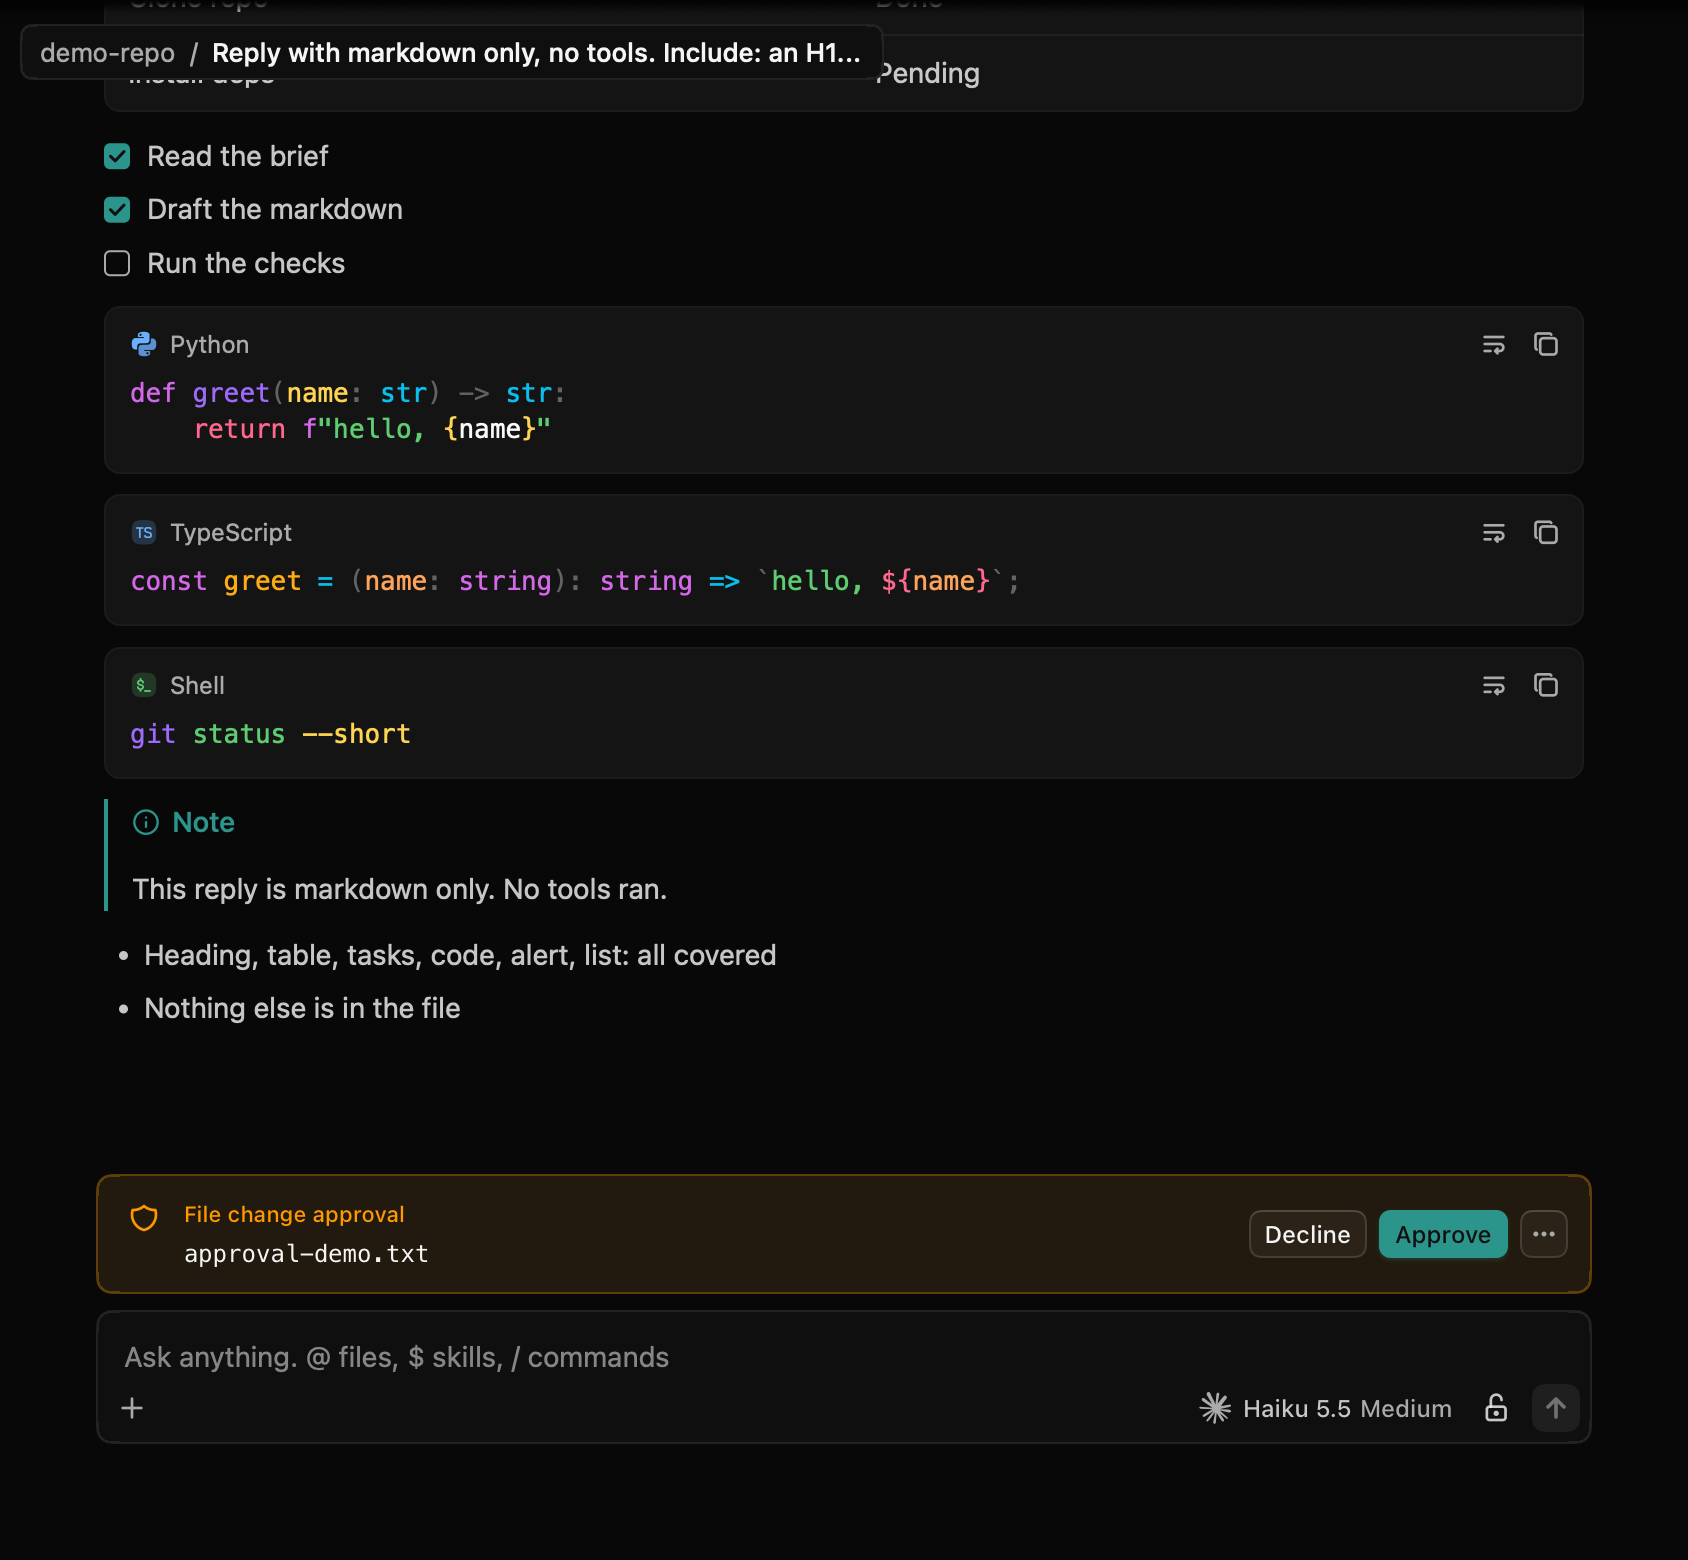 demo-repo / Reply with markdown only, no tools. Include: an H1...
Pending
Read the brief
Draft the markdown
Run the checks
Python
def greet(name: str) -> str:
    return f"hello, {name}"
TS TypeScript
const greet = (name: string): string => `hello, ${name}`;
$_ Shell
git status --short
Note
This reply is markdown only. No tools ran.
• Heading, table, tasks, code, alert, list: all covered
• Nothing else is in the file
File change approval
approval-demo.txt
Decline
Approve
Ask anything. @ files, $ skills, / commands
Haiku 5.5 Medium